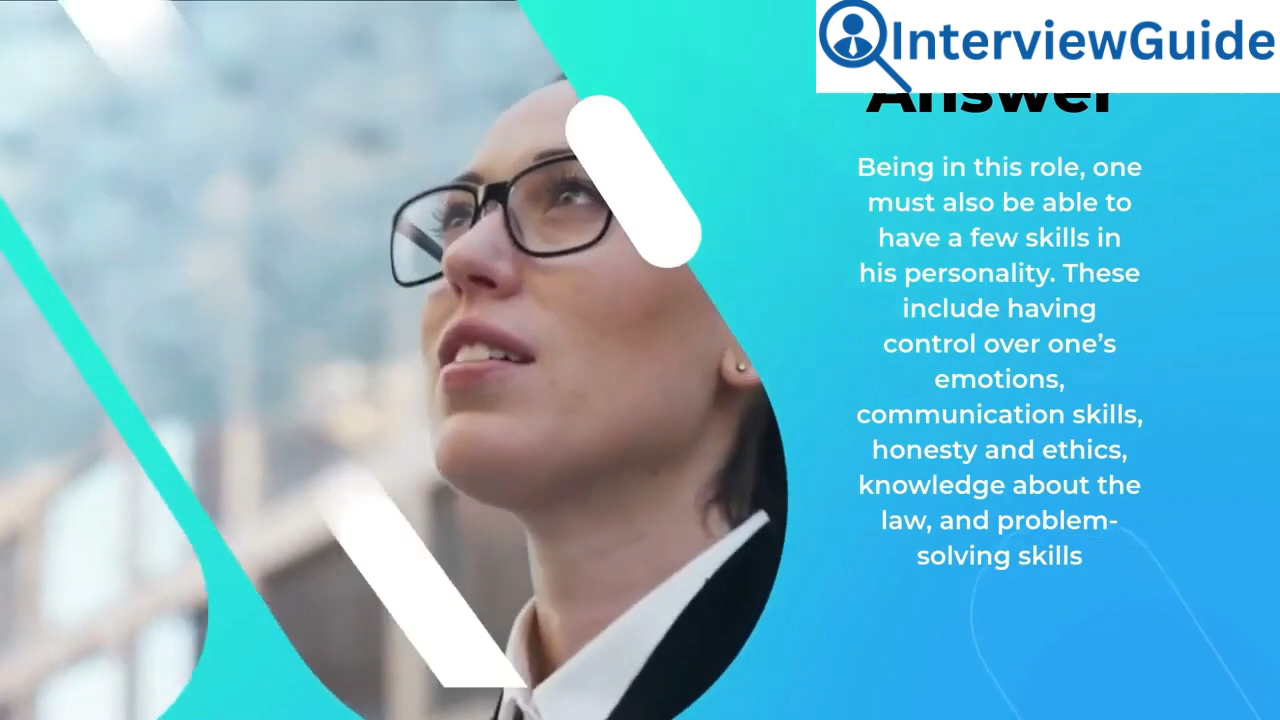 InterviewGuide
Answer
Being in this role, one
must also be able to
have a few skills in
his personality. These
include having
control over one’s
emotions,
communication skills,
honesty and ethics,
knowledge about the
law, and problem-
solving skills